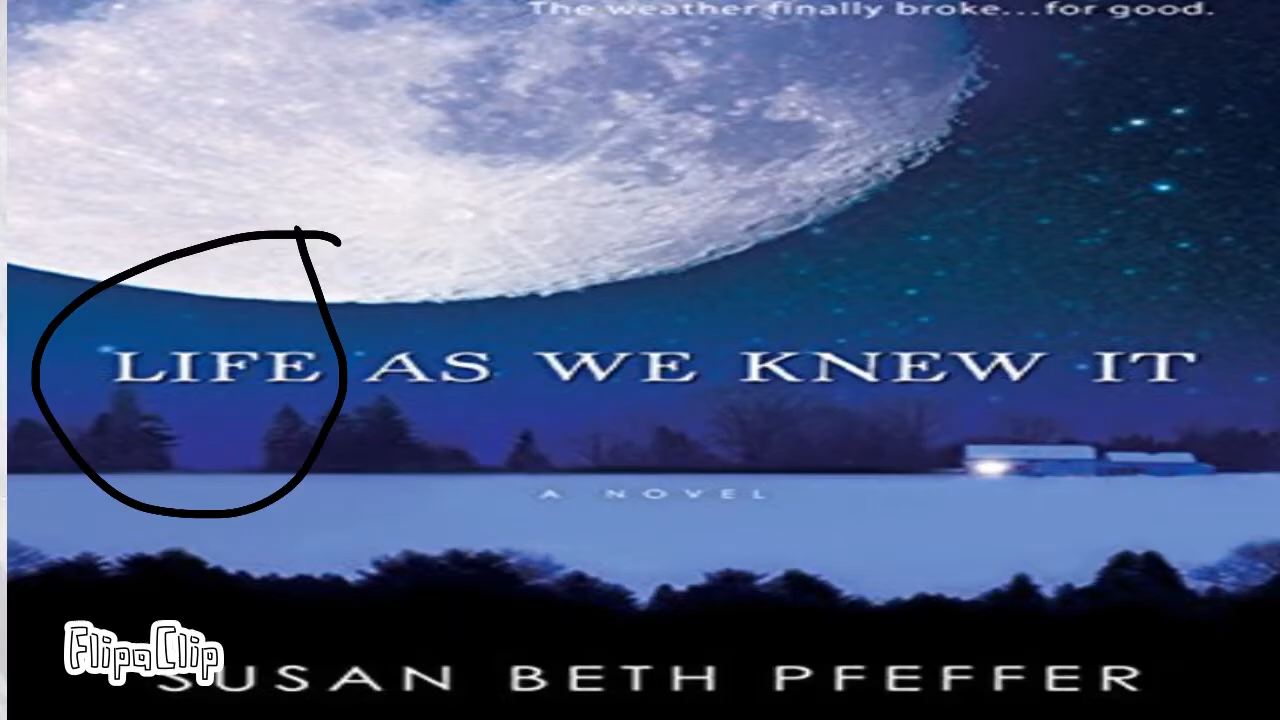 The weather finally broke...for good.
LIFE AS WE KNEW IT
A NOVEL
FlipaClip
SUSAN BETH PFEFFER